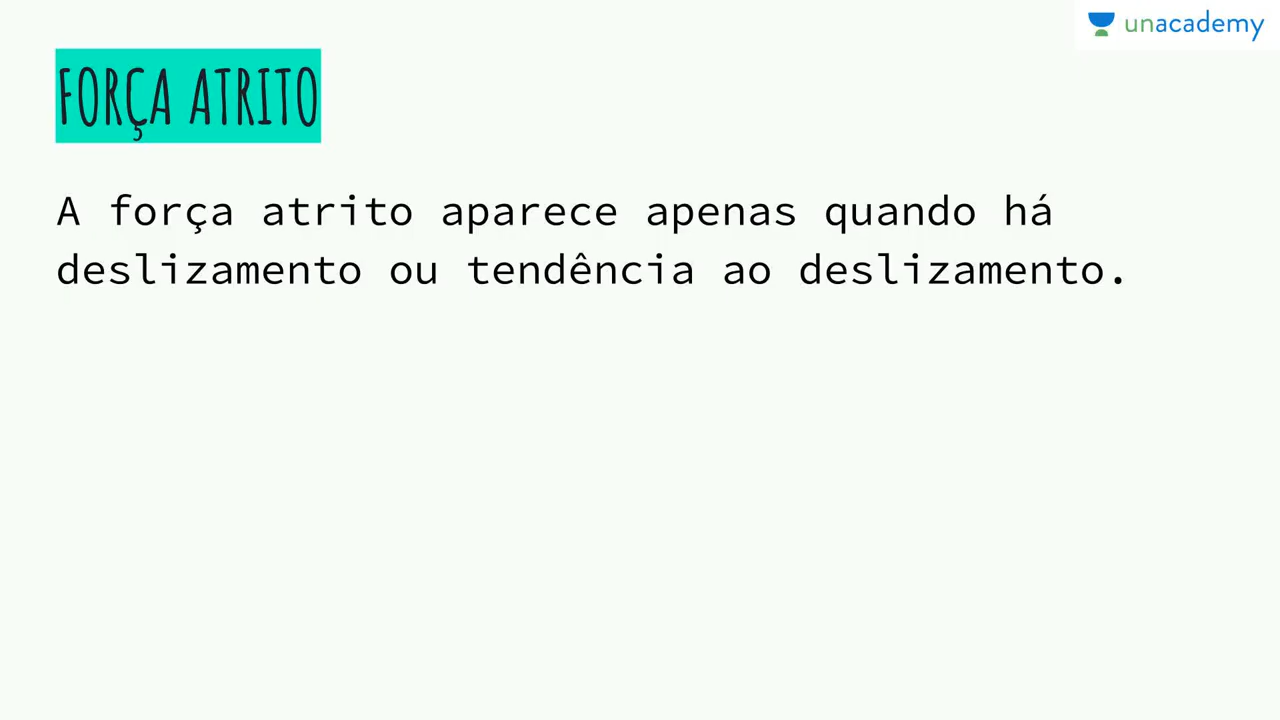 unacademy
FORÇA ATRITO
A força atrito aparece apenas quando há
deslizamento ou tendência ao deslizamento.